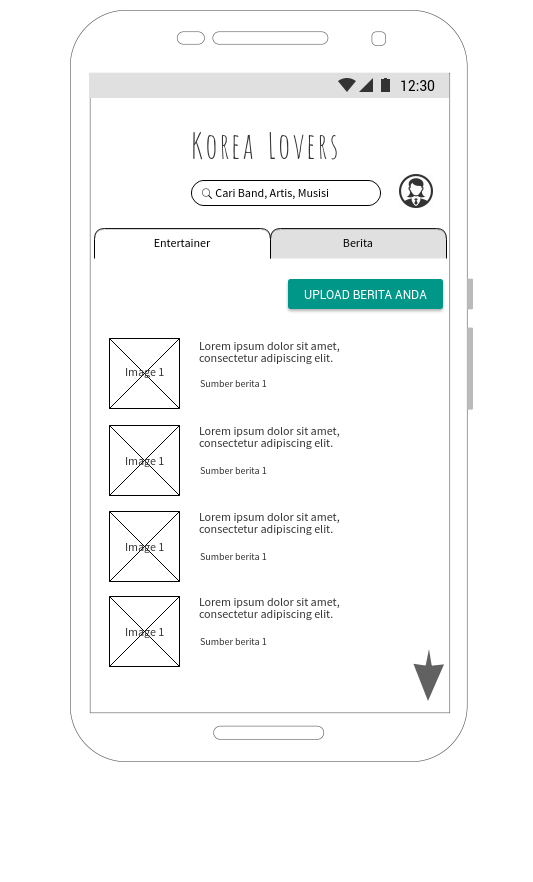 12:30
Korea Lovers
Cari Band, Artis, Musisi
Entertainer
Berita
UPLOAD BERITA ANDA
Image 1
Lorem ipsum dolor sit amet,
consectetur adipiscing elit.
Sumber berita 1
Image 1
Lorem ipsum dolor sit amet,
consectetur adipiscing elit.
Sumber berita 1
Image 1
Lorem ipsum dolor sit amet,
consectetur adipiscing elit.
Sumber berita 1
Image 1
Lorem ipsum dolor sit amet,
consectetur adipiscing elit.
Sumber berita 1